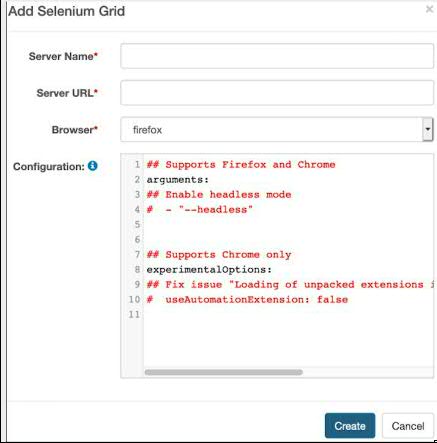 Add Selenium Grid
×
Server Name*
Server URL*
Browser* firefox
Configuration:
1 ## Supports Firefox and Chrome
2 arguments:
3 ## Enable headless mode
4 #  - "--headless"
5
6
7 ## Supports Chrome only
8 experimentalOptions:
9 ## Fix issue "Loading of unpacked extensions i
10 #  useAutomationExtension: false
11
Create Cancel